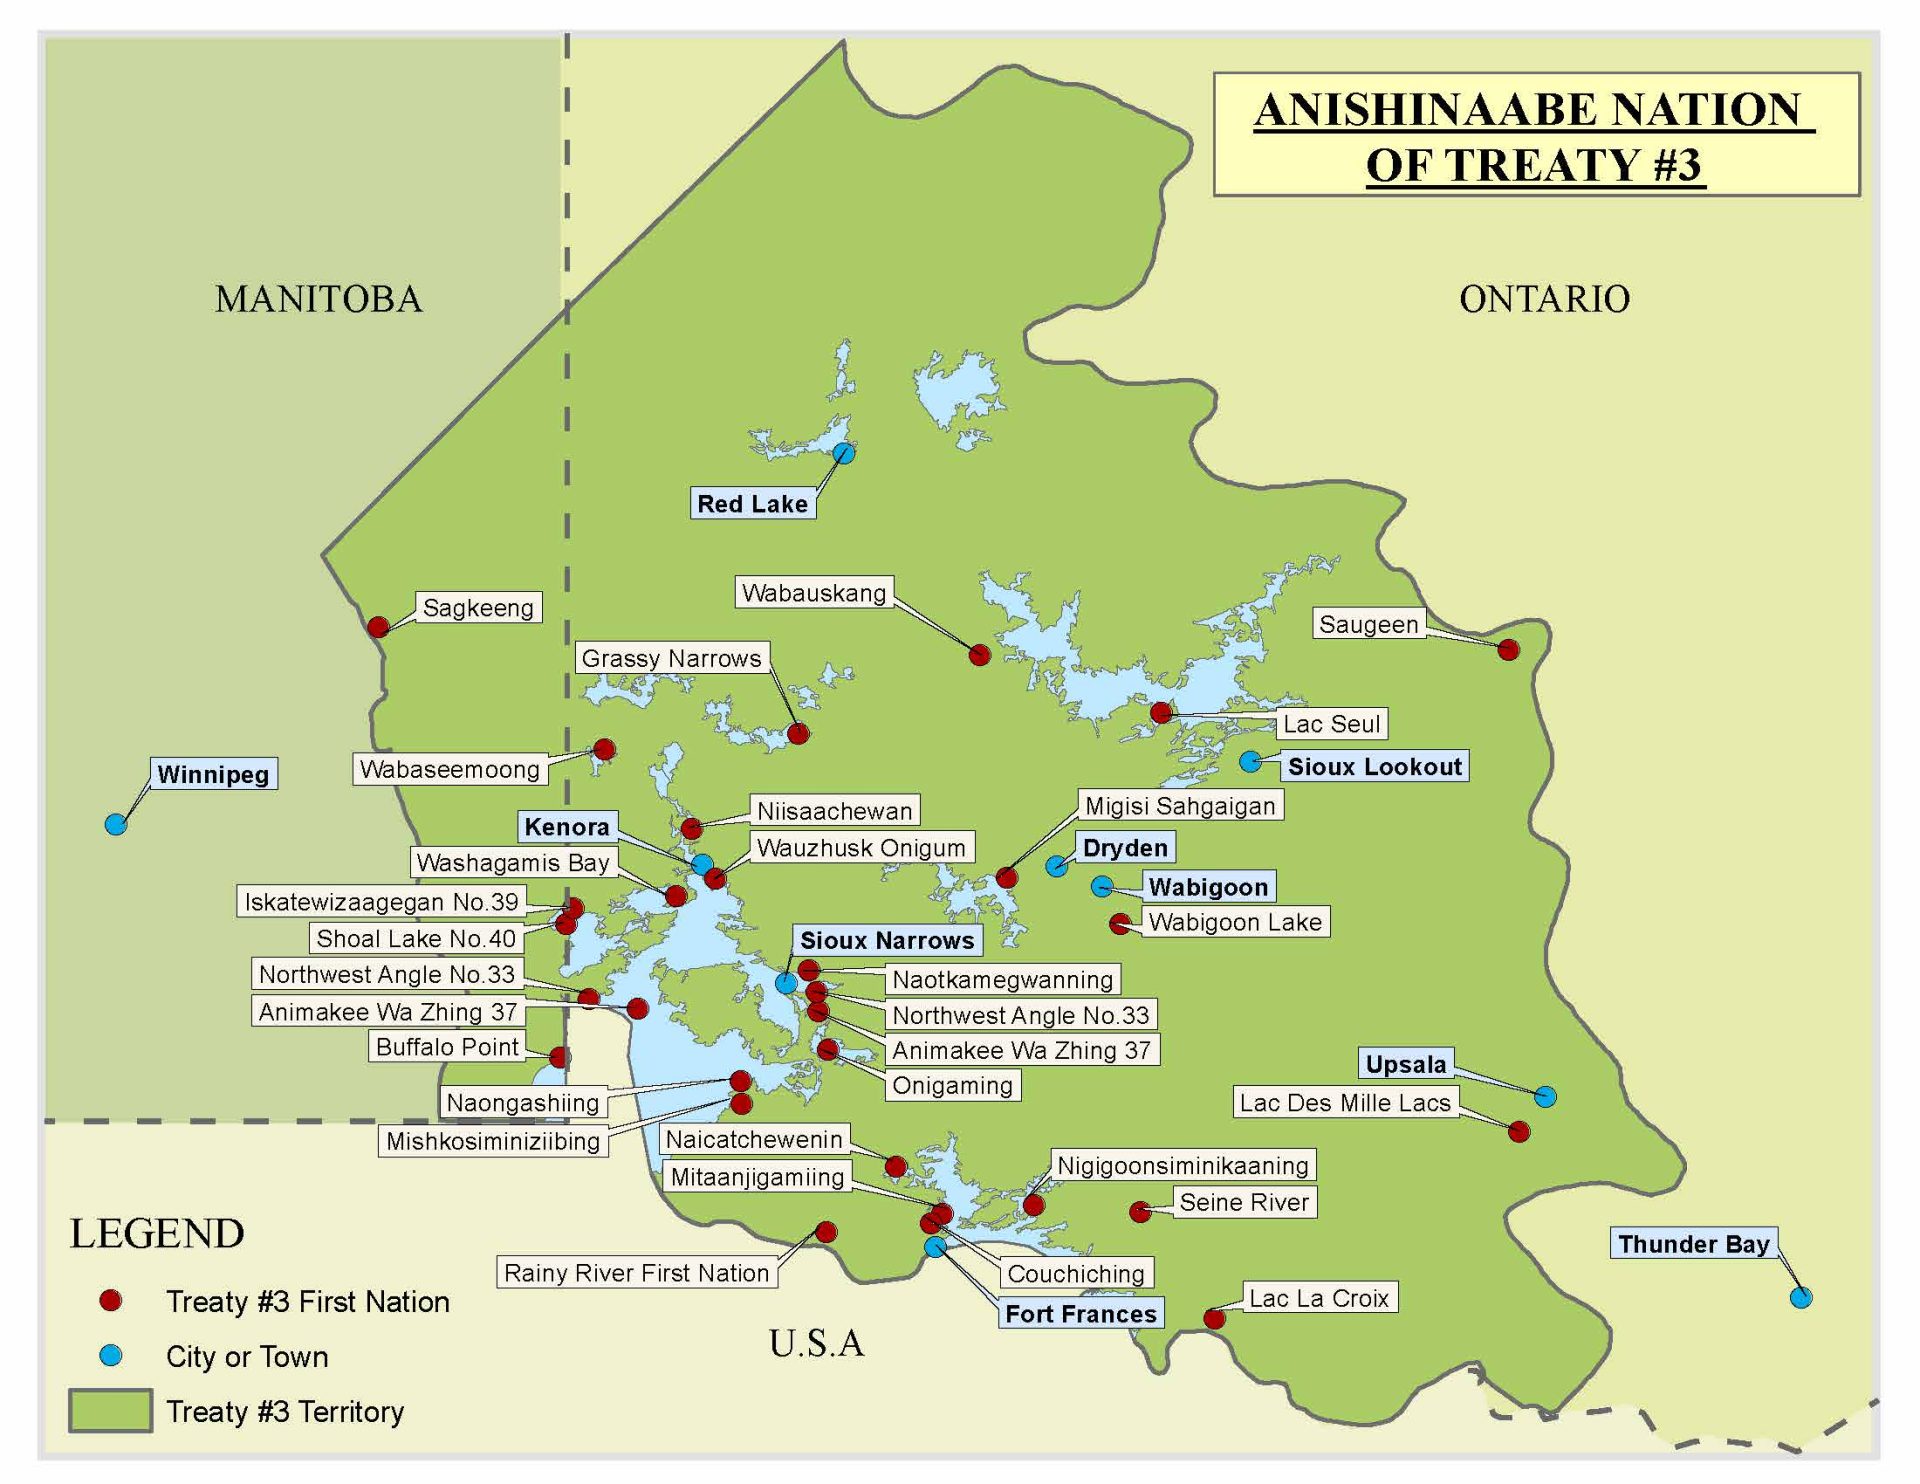 ANISHINAABE NATION
OF TREATY #3
MANITOBA
ONTARIO
Red Lake
Wabauskang
Sagkeeng
Saugeen
Grassy Narrows
Lac Seul
Wabaseemoong
Sioux Lookout
Winnipeg
Niisaachewan
Migisi Sahgaigan
Kenora
Wauzhusk Onigum
Dryden
Washagamis Bay
Wabigoon
Iskatewizaagegan No.39
Wabigoon Lake
Shoal Lake No.40
Sioux Narrows
Northwest Angle No.33
Naotkamegwanning
Animakee Wa Zhing 37
Northwest Angle No.33
Buffalo Point
Animakee Wa Zhing 37
Upsala
Onigaming
Naongashiing
Lac Des Mille Lacs
Mishkosiminiziibing
Naicatchewenin
Nigigoonsiminikaaning
Mitaanjigamiing
Seine River
Thunder Bay
Rainy River First Nation
Couchiching
Lac La Croix
Fort Frances
U.S.A
LEGEND
Treaty #3 First Nation
City or Town
Treaty #3 Territory